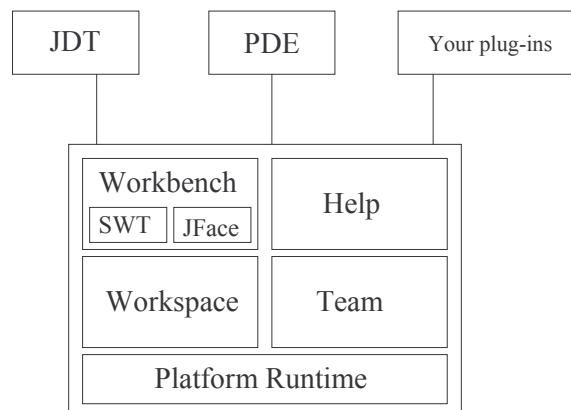 JDT
PDE
Your plug-ins
Workbench
SWT
JFace
Help
Workspace
Team
Platform Runtime